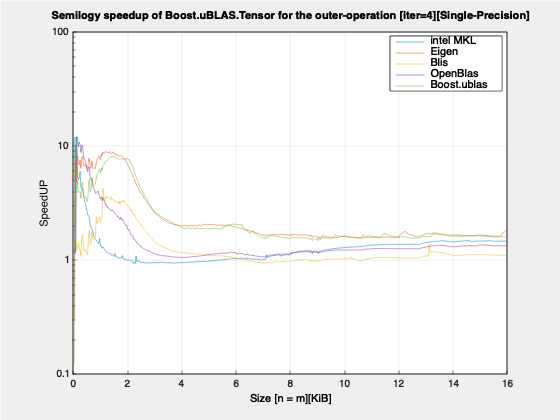 Semilogy speedup of Boost.uBLAS.Tensor for the outer-operation [iter=4][Single-Precision]
100
10
1
0.1
SpeedUP
intel MKL
Eigen
Blis
OpenBlas
Boost.ublas
0 2 4 6 8 10 12 14 16
Size [n = m][KiB]